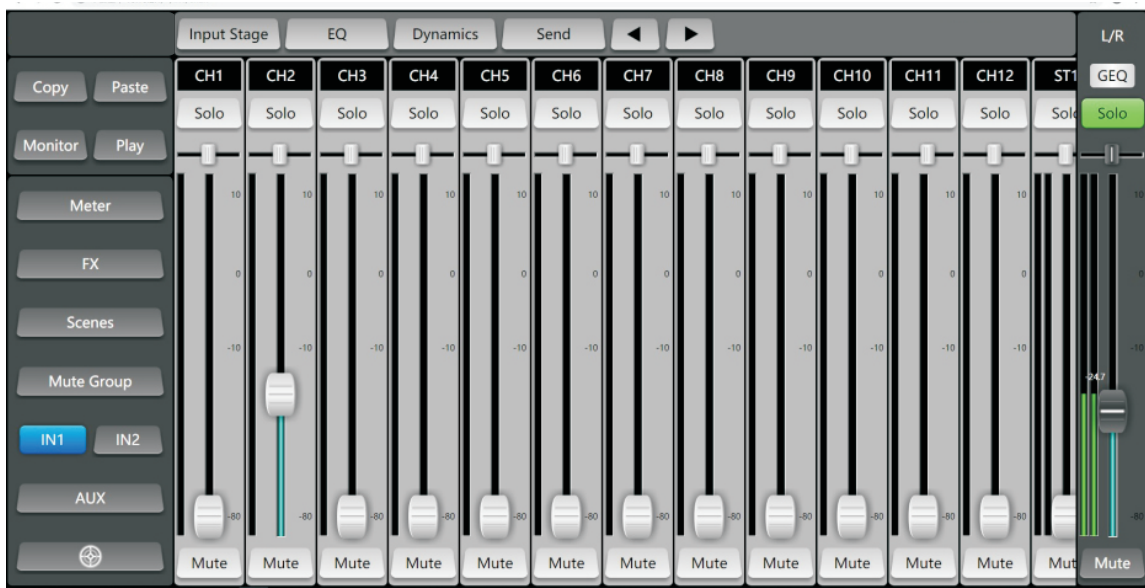 Input Stage EQ Dynamics Send ◀ ▶ L/R
Copy Paste
CH1 CH2 CH3 CH4 CH5 CH6 CH7 CH8 CH9 CH10 CH11 CH12 ST1 GEQ
Solo Solo Solo Solo Solo Solo Solo Solo Solo Solo Solo Solo Solo
Monitor Play
Meter
10 10 10 10 10 10 10 10 10 10 10 10 10
FX
0 0 0 0 0 0 0 0 0 0 0 0 0
Scenes
-10 -10 -10 -10 -10 -10 -10 -10 -10 -10 -10 -10 -10
Mute Group
-24.7
IN1 IN2
AUX
-80 -80 -80 -80 -80 -80 -80 -80 -80 -80 -80 -80 -80
Mute Mute Mute Mute Mute Mute Mute Mute Mute Mute Mute Mute Mut Mute